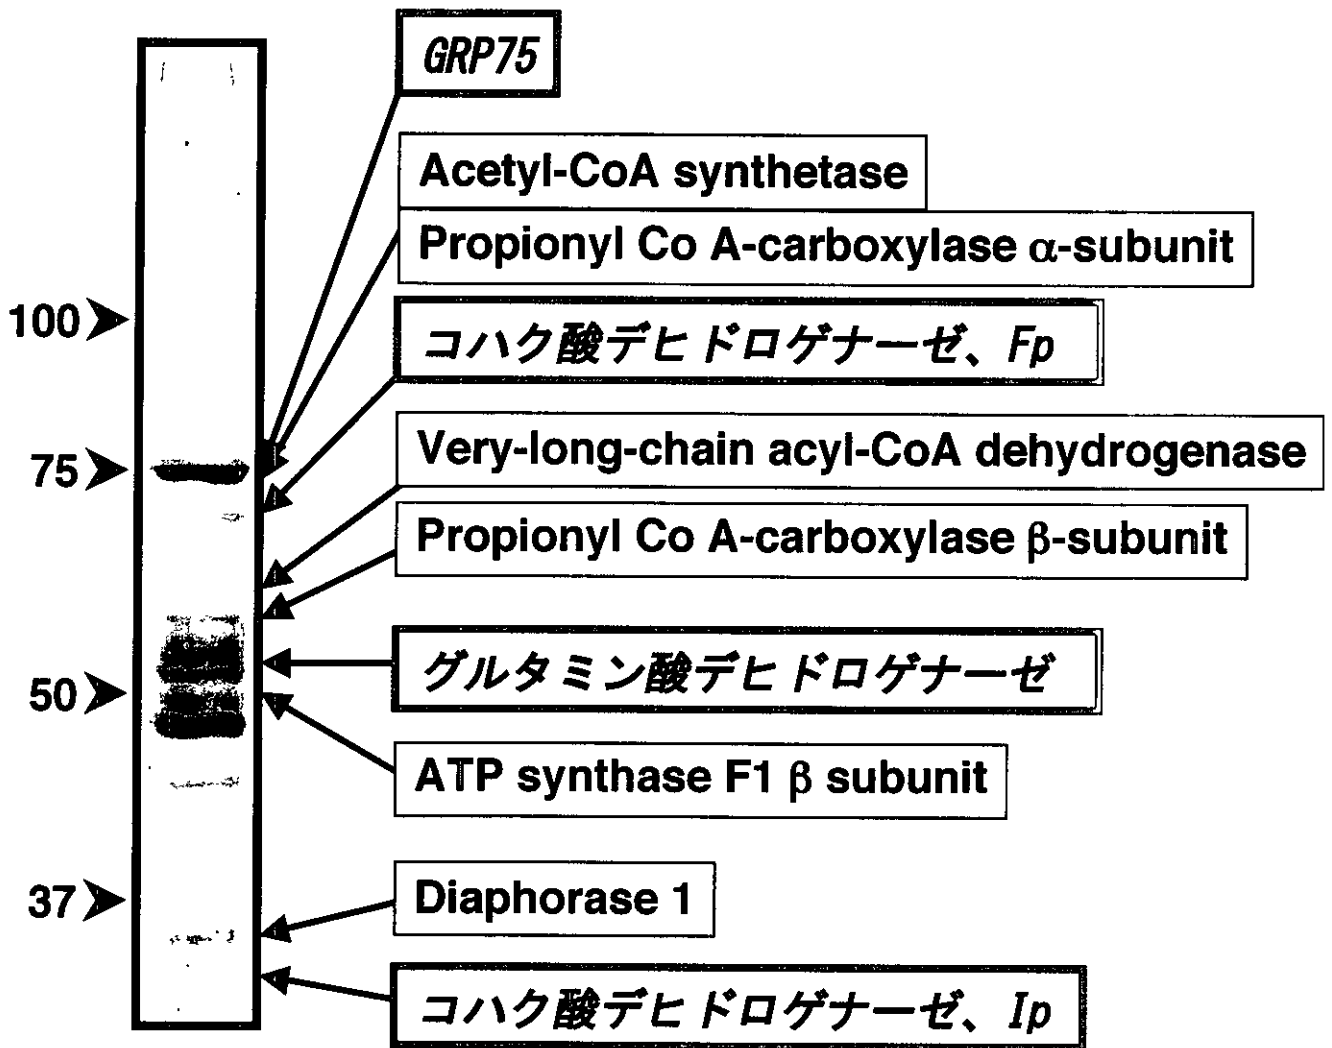 GRP75
Acetyl-CoA synthetase
Propionyl Co A-carboxylase α-subunit
100
コハク酸デヒドロゲナーゼ、Fp
Very-long-chain acyl-CoA dehydrogenase
75
Propionyl Co A-carboxylase β-subunit
グルタミン酸デヒドロゲナーゼ
50
ATP synthase F1 β subunit
Diaphorase 1
37
コハク酸デヒドロゲナーゼ、Ip